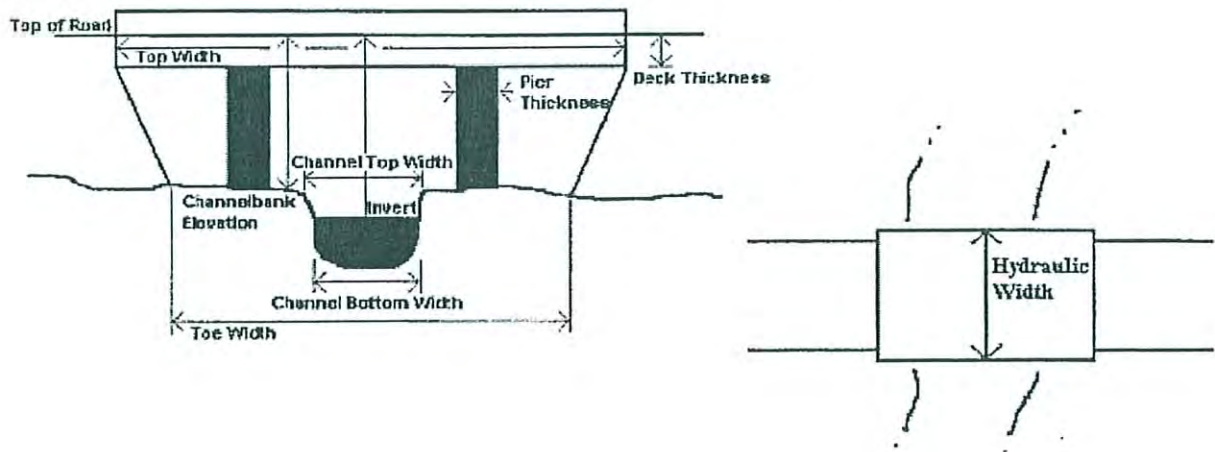 Top of Road
Top Width
Deck Thickness
Pier
Thickness
Channel Top Width
Channelbank
Elevation
Invert
Channel Bottom Width
Toe Width
Hydraulic
Width